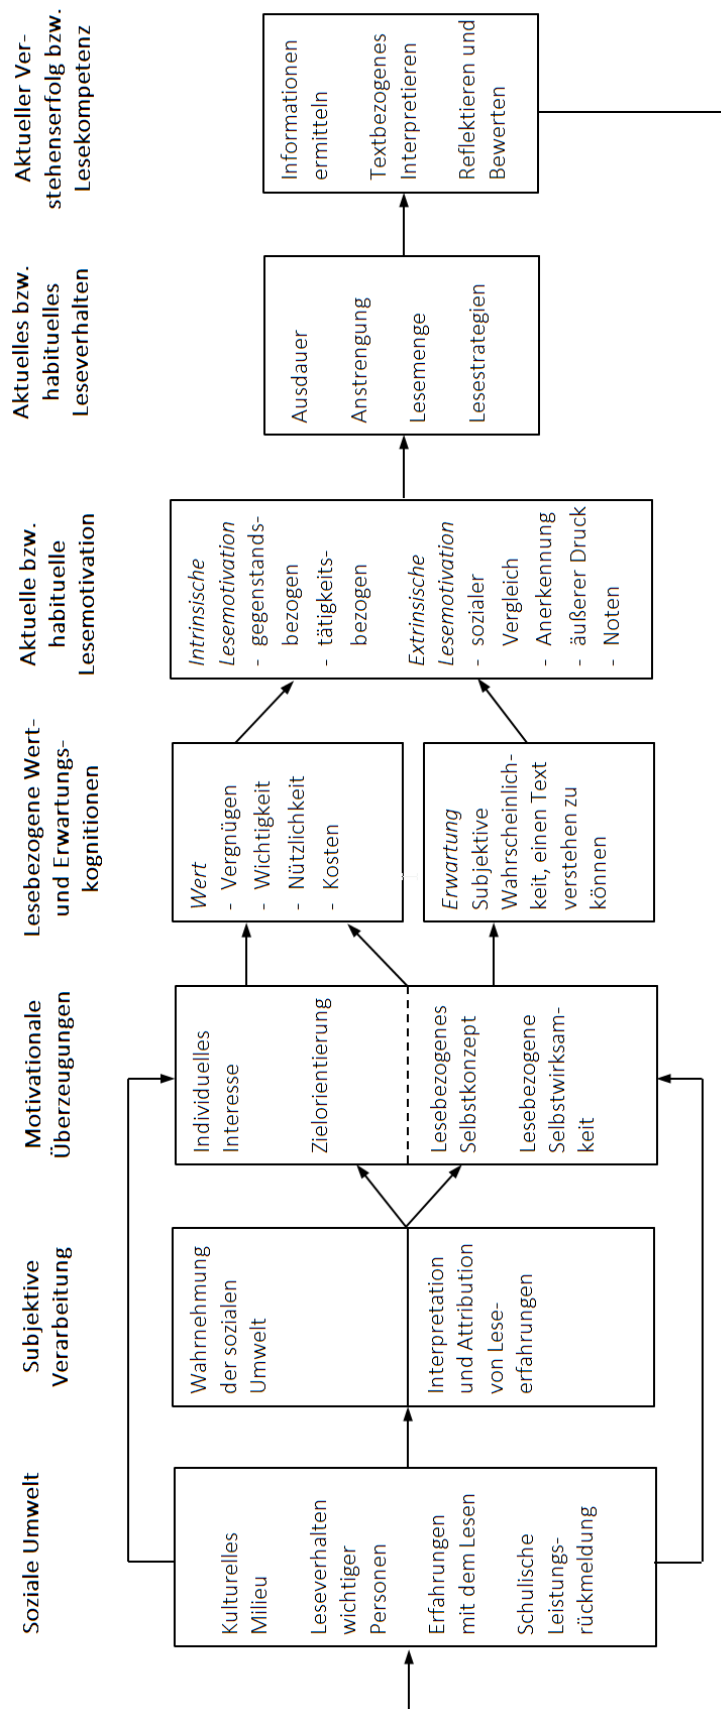 Soziale Umwelt
Kulturelles
Milieu
Leseverhalten
wichtiger
Personen
Erfahrungen
mit dem Lesen
Schulische
Leistungs-
rückmeldung
Subjektive
Verarbeitung
Wahrnehmung
der sozialen
Umwelt
Interpretation
und Attribution
von Lese-
erfahrungen
Motivationale
Überzeugungen
Individuelles
Interesse
Zielorientierung
Lesebezogenes
Selbstkonzept
Lesebezogene
Selbstwirksam-
keit
Lesebezogene Wert-
und Erwartungs-
kognitionen
Wert
- Vergnügen
- Wichtigkeit
- Nützlichkeit
- Kosten
Erwartung
Subjektive
Wahrscheinlich-
keit, einen Text
verstehen zu
können
Aktuelle bzw.
habituelle
Lesemotivation
Intrinsische
Lesemotivation
- gegenstands-
bezogen
- tätigkeits-
bezogen
Extrinsische
Lesemotivation
- sozialer
Vergleich
- Anerkennung
- äußerer Druck
- Noten
Aktuelles bzw.
habituelles
Leseverhalten
Ausdauer
Anstrengung
Lesemenge
Lesestrategien
Aktueller Ver-
stehenserfolg bzw.
Lesekompetenz
Informationen
ermitteln
Textbezogenes
Interpretieren
Reflektieren und
Bewerten